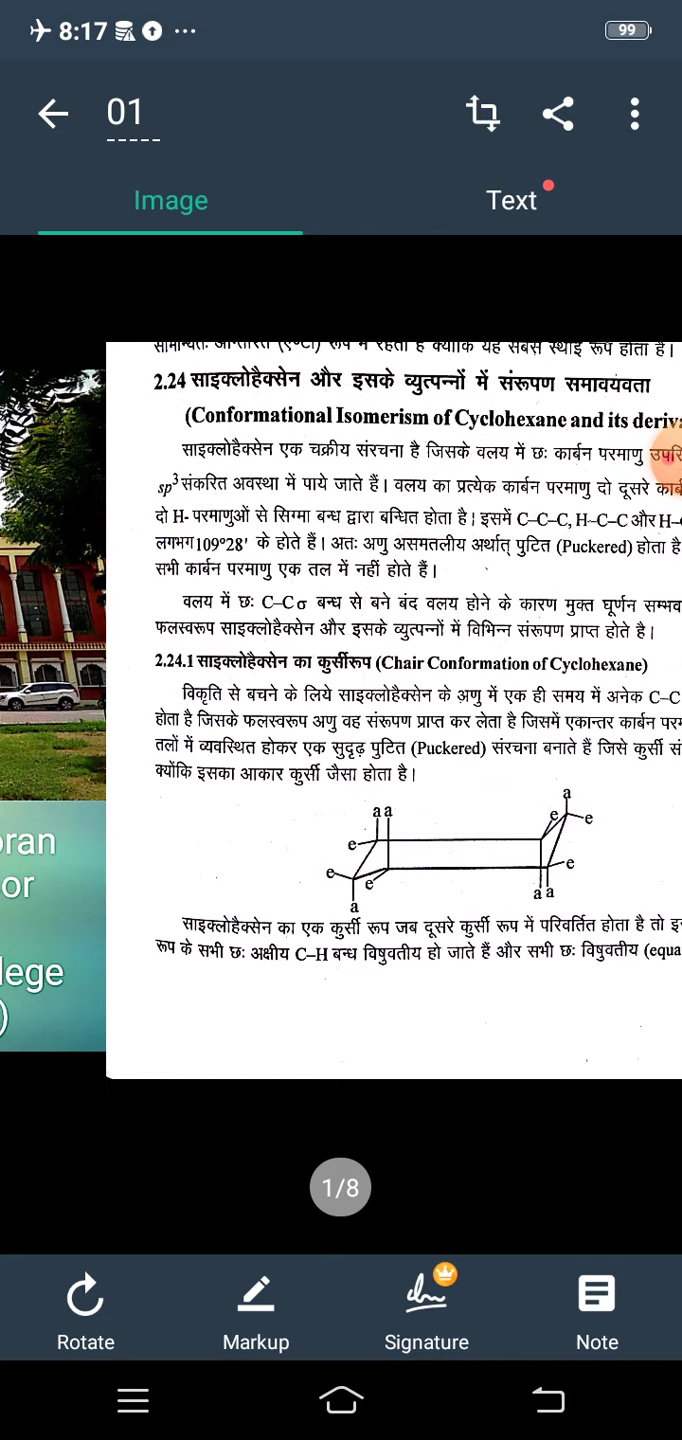 8:17
99
01
Image
Text
सामान्यतः आन्तरित (एण्टी) रूप में रहता है क्योंकि यह सबसे स्थाई रूप होता है।
2.24 साइक्लोहैक्सेन और इसके व्युत्पन्नों में संरूपण समावयवता
(Conformational Isomerism of Cyclohexane and its deriva
साइक्लोहैक्सेन एक चक्रीय संरचना है जिसके वलय में छः कार्बन परमाणु उपरि
sp³ संकरित अवस्था में पाये जाते हैं। वलय का प्रत्येक कार्बन परमाणु दो दूसरे कार्ब
दो H- परमाणुओं से सिग्मा बन्ध द्वारा बन्धित होता है। इसमें C–C–C, H–C–C और H–
लगभग 109°28' के होते हैं। अतः अणु असमतलीय अर्थात् पुटित (Puckered) होता है
सभी कार्बन परमाणु एक तल में नहीं होते हैं।
वलय में छः C–Cσ बन्ध से बने बंद वलय होने के कारण मुक्त घूर्णन सम्भव
फलस्वरूप साइक्लोहैक्सेन और इसके व्युत्पन्नों में विभिन्न संरूपण प्राप्त होते है।
2.24.1 साइक्लोहैक्सेन का कुर्सीरूप (Chair Conformation of Cyclohexane)
विकृति से बचने के लिये साइक्लोहैक्सेन के अणु में एक ही समय में अनेक C–C
होता है जिसके फलस्वरूप अणु वह संरूपण प्राप्त कर लेता है जिसमें एकान्तर कार्बन पर
तलों में व्यवस्थित होकर एक सुदृढ़ पुटित (Puckered) संरचना बनाते हैं जिसे कुर्सी सं
क्योंकि इसका आकार कुर्सी जैसा होता है।
a
a a
e
e
e
e
e
e
a a
a
साइक्लोहैक्सेन का एक कुर्सी रूप जब दूसरे कुर्सी रूप में परिवर्तित होता है तो इ
रूप के सभी छः अक्षीय C–H बन्ध विषुवतीय हो जाते हैं और सभी छः विषुवतीय (equa
oran
or
lege
)
1/8
Rotate
Markup
Signature
Note